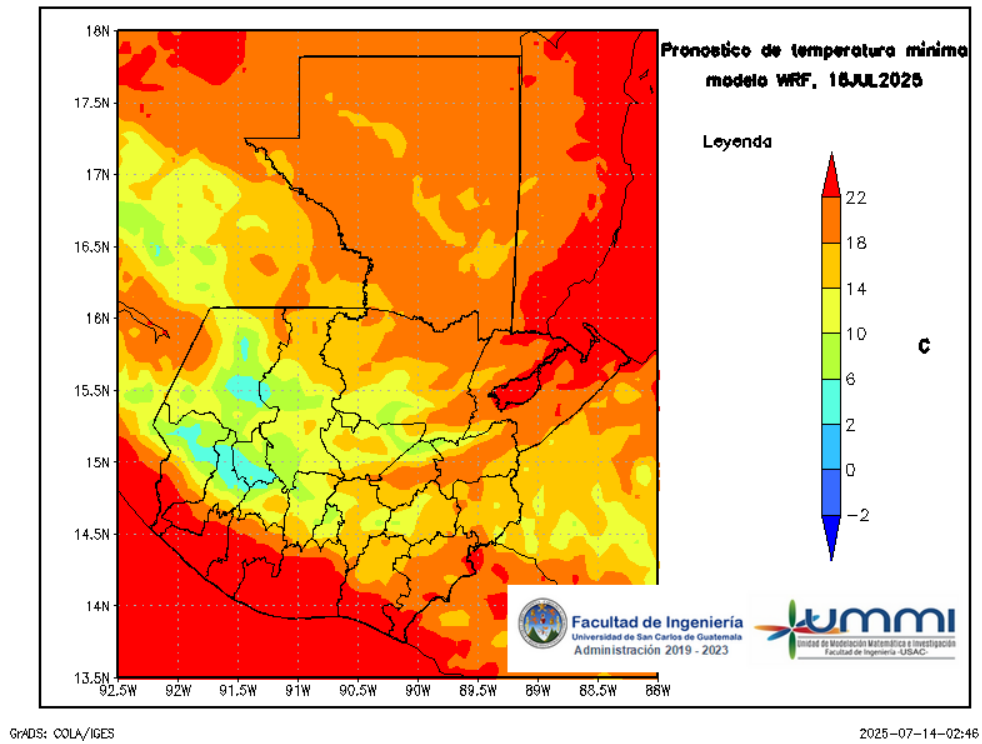 Pronostico de temperatura minima
modelo WRF, 15JUL2025
Leyenda
22
18
14
10
6
2
0
−2
C
18N
17.5N
17N
16.5N
16N
15.5N
15N
14.5N
14N
13.5N
92.5W
92W
91.5W
91W
90.5W
90W
89.5W
89W
88.5W
88W
Facultad de Ingeniería
Universidad de San Carlos de Guatemala
Administración 2019 - 2023
ummi
Unidad de Modelación Matemática e Investigación
Facultad de Ingeniería -USAC-
GrADS: COLA/IGES
2025-07-14-02:46